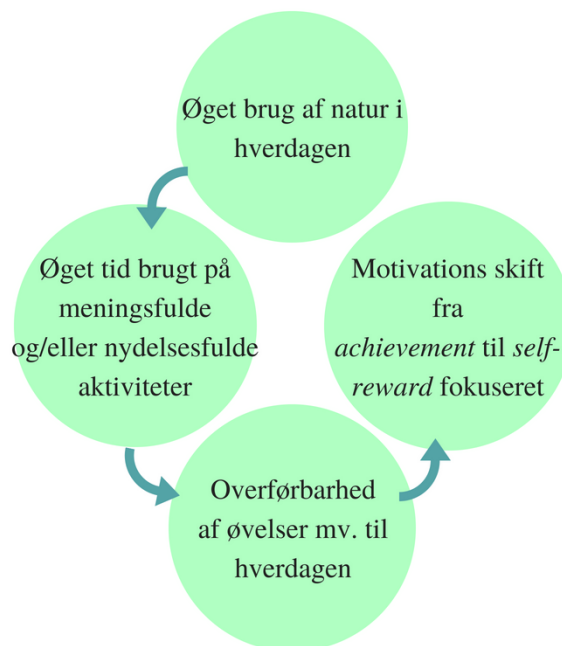 Øget brug af natur i
hverdagen
Øget tid brugt på
meningsfulde
og/eller nydelsesfulde
aktiviteter
Overførbarhed
af øvelser mv. til
hverdagen
Motivations skift
fra
achievement til self-
reward fokuseret